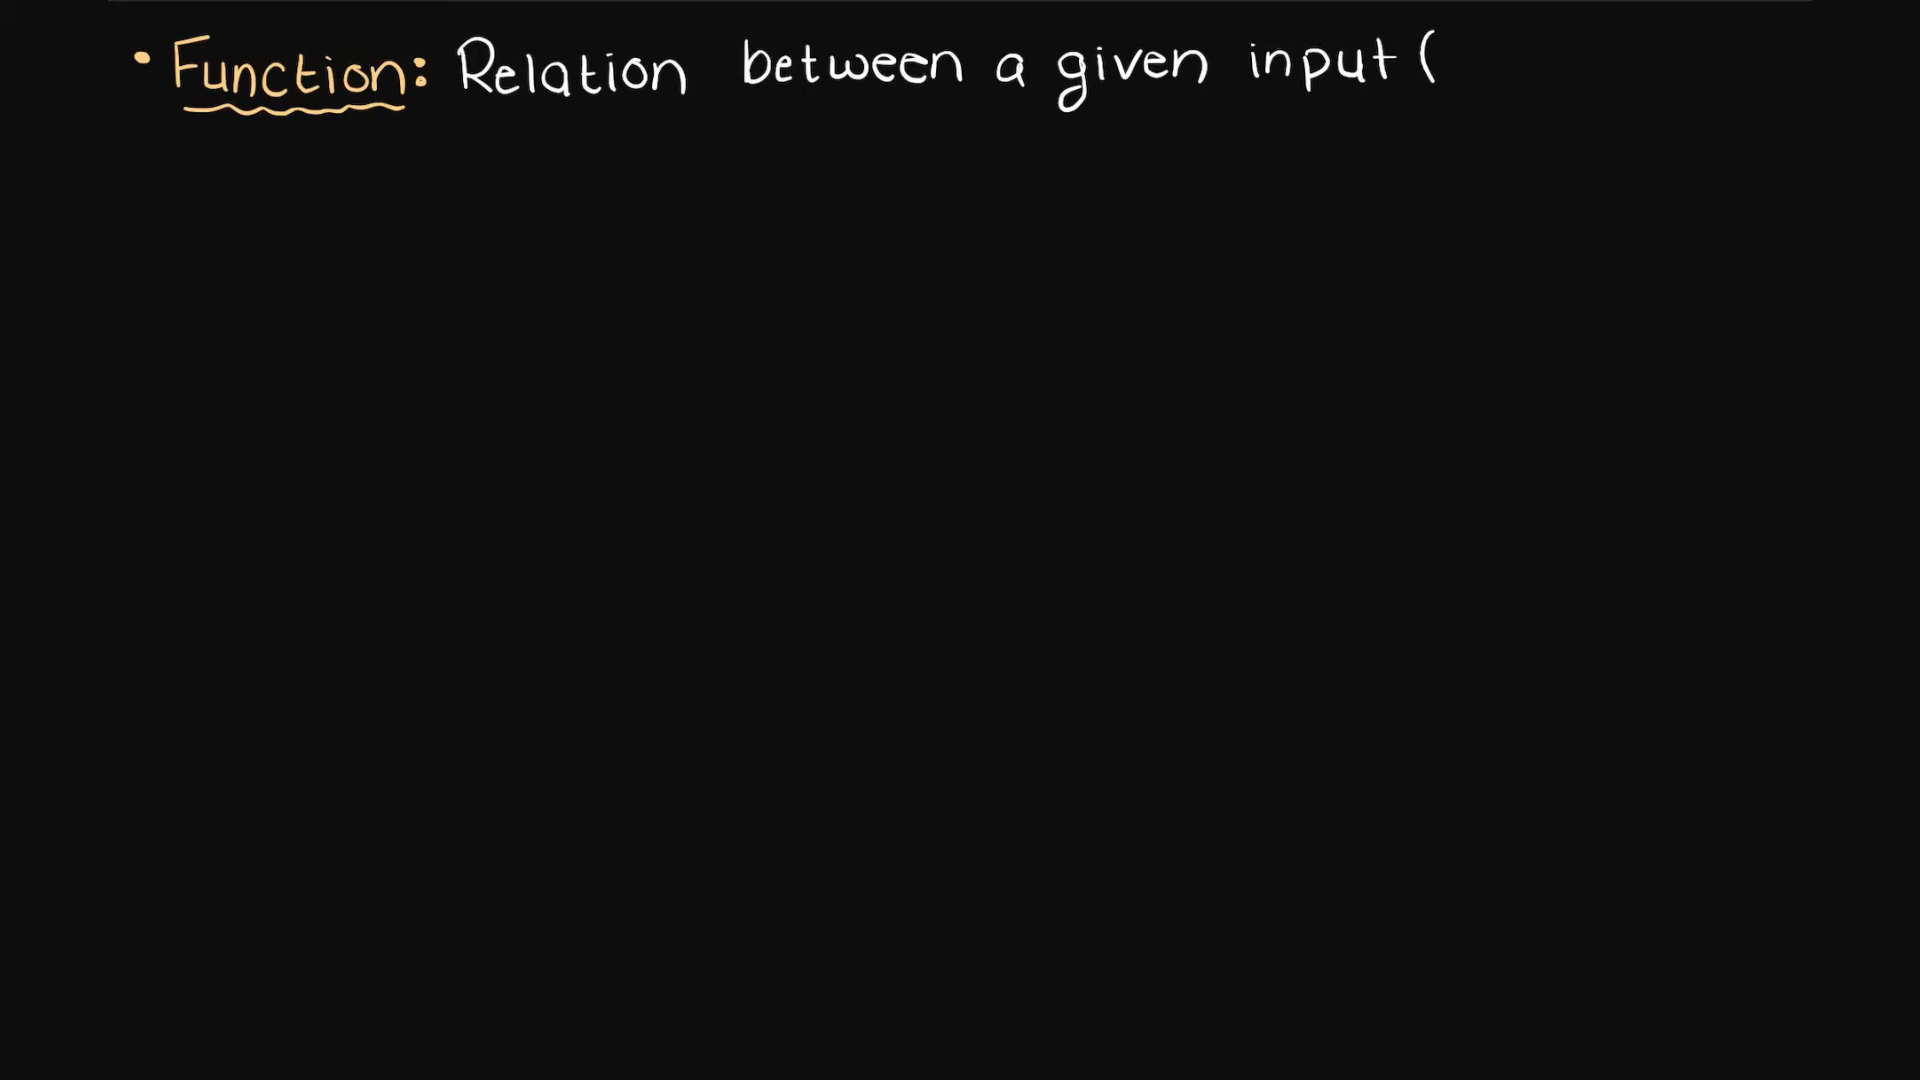 • Function: Relation between a given input (